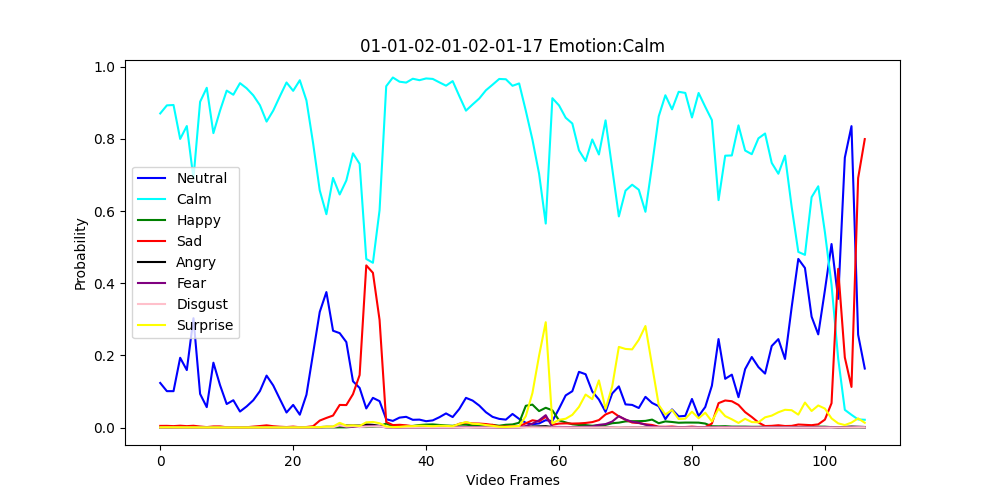 01-01-02-01-02-01-17 Emotion:Calm
1.0
0.8
0.6
0.4
0.2
0.0
Probability
Neutral
Calm
Happy
Sad
Angry
Fear
Disgust
Surprise
0 20 40 60 80 100
Video Frames